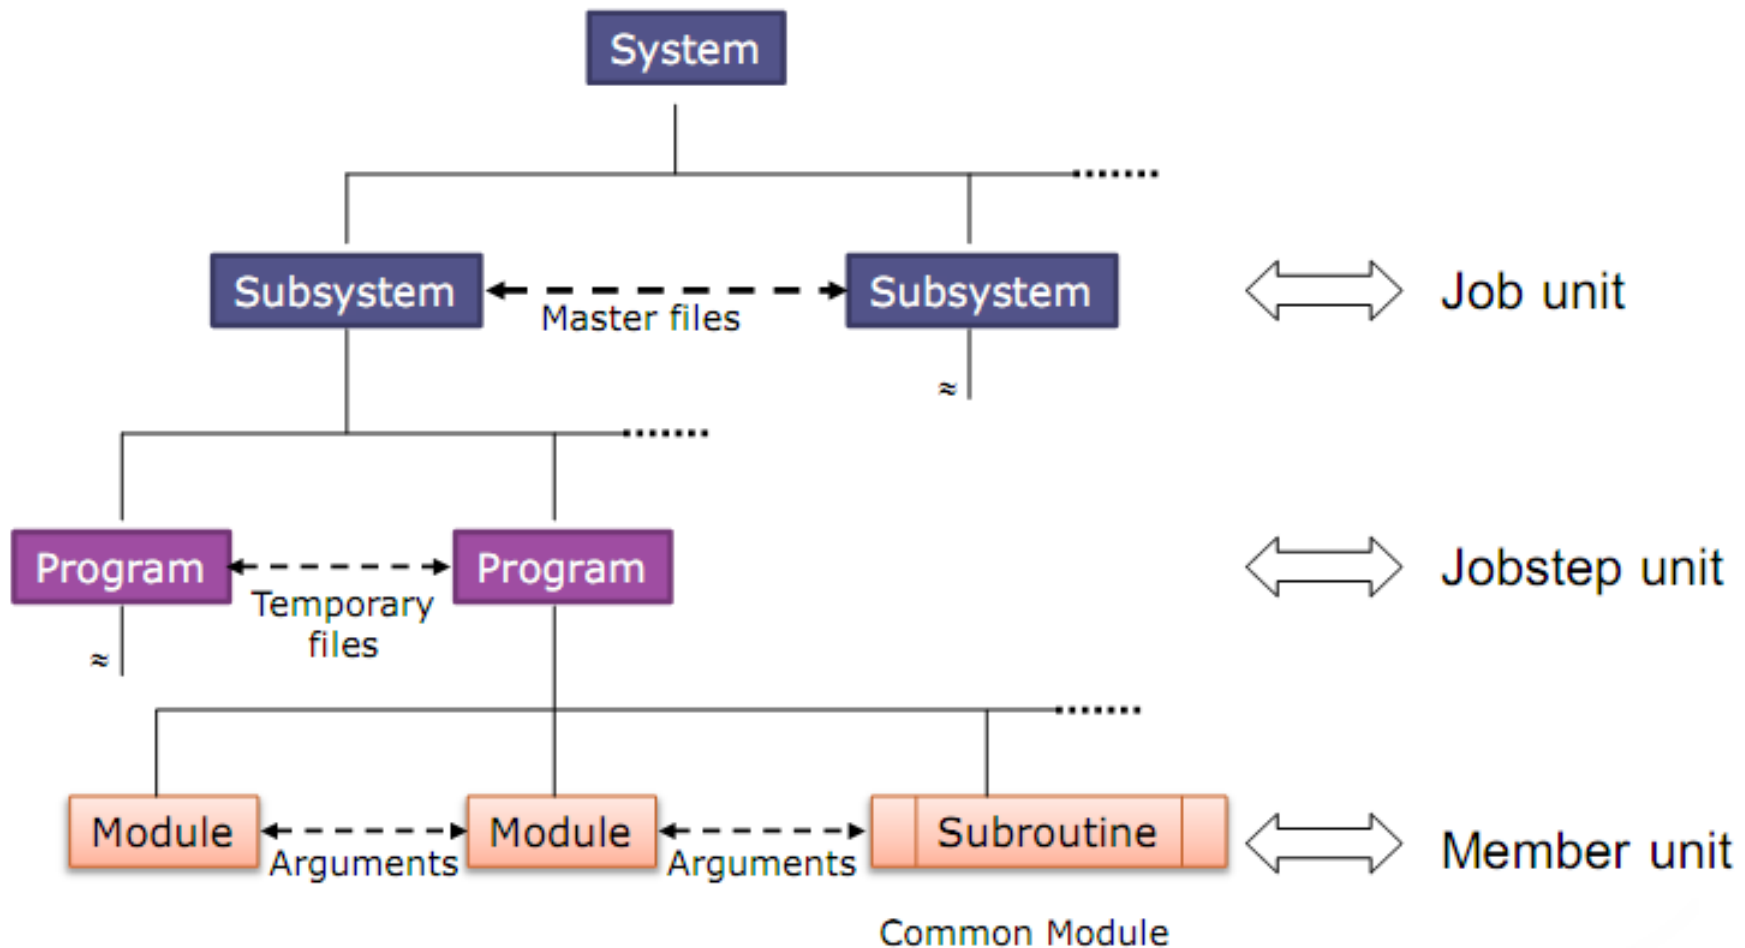 System
Subsystem
Master files
Subsystem
Job unit
Program
Temporary
files
Program
Jobstep unit
Module
Arguments
Module
Arguments
Subroutine
Member unit
Common Module